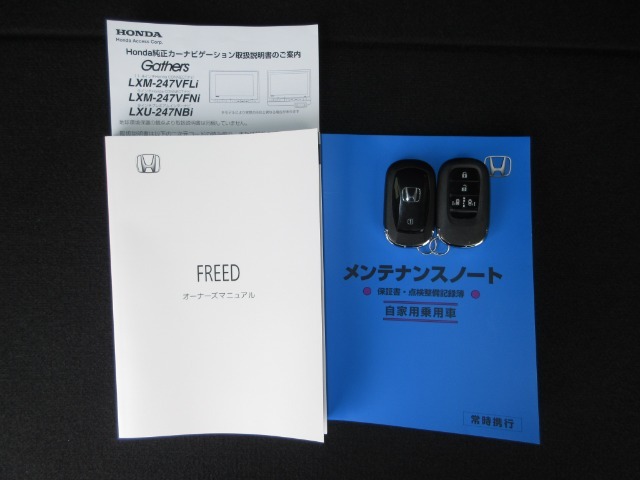 HONDA
Honda Access Corp.
Honda純正カーナビゲーション取扱説明書のご案内
Gathers
LXM-247VFLi
LXM-247VFNi
LXU-247NBi
FREED
オーナーズマニュアル
メンテナンスノート
保証書・点検整備記録簿
自家用乗用車
常時携行